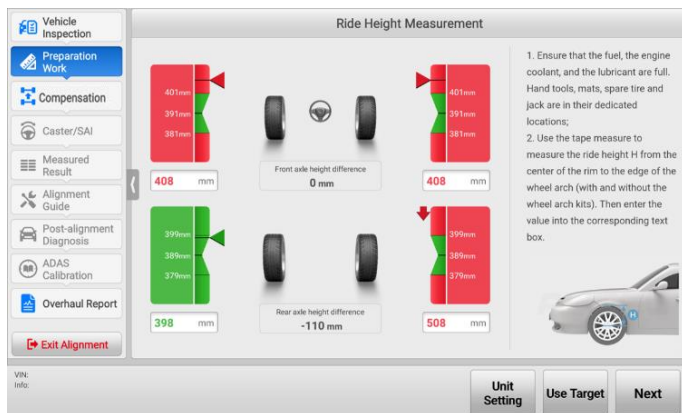 Vehicle
Inspection
Preparation
Work
Compensation
Caster/SAI
Measured
Result
Alignment
Guide
Post-alignment
Diagnosis
ADAS
Calibration
Overhaul Report
Exit Alignment
Ride Height Measurement
401mm
391mm
381mm
408 mm
Front axle height difference
0 mm
401mm
391mm
381mm
408 mm
399mm
389mm
379mm
398 mm
Rear axle height difference
-110 mm
399mm
389mm
379mm
508 mm
1. Ensure that the fuel, the engine
coolant, and the lubricant are full.
Hand tools, mats, spare tire and
jack are in their dedicated
locations;
2. Use the tape measure to
measure the ride height H from the
center of the rim to the edge of the
wheel arch (with and without the
wheel arch kits). Then enter the
value into the corresponding text
box.
H
VIN:
Info:
Unit
Setting
Use Target
Next